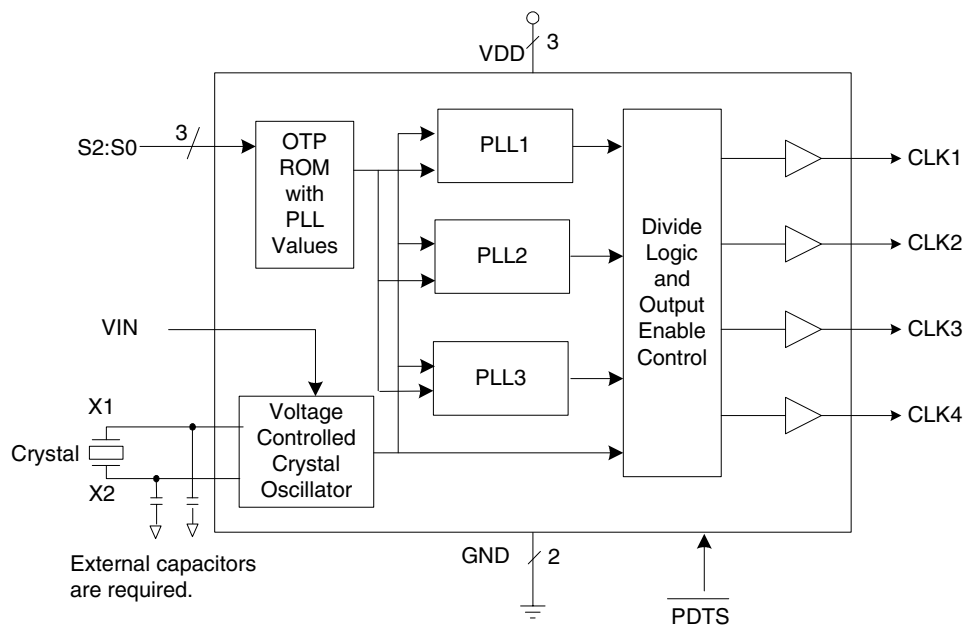 VDD
3
S2:S0
3
OTP
ROM
with
PLL
Values
PLL1
PLL2
PLL3
Divide
Logic
and
Output
Enable
Control
CLK1
CLK2
CLK3
CLK4
VIN
X1
Crystal
X2
Voltage
Controlled
Crystal
Oscillator
External capacitors
are required.
GND
2
PDTS